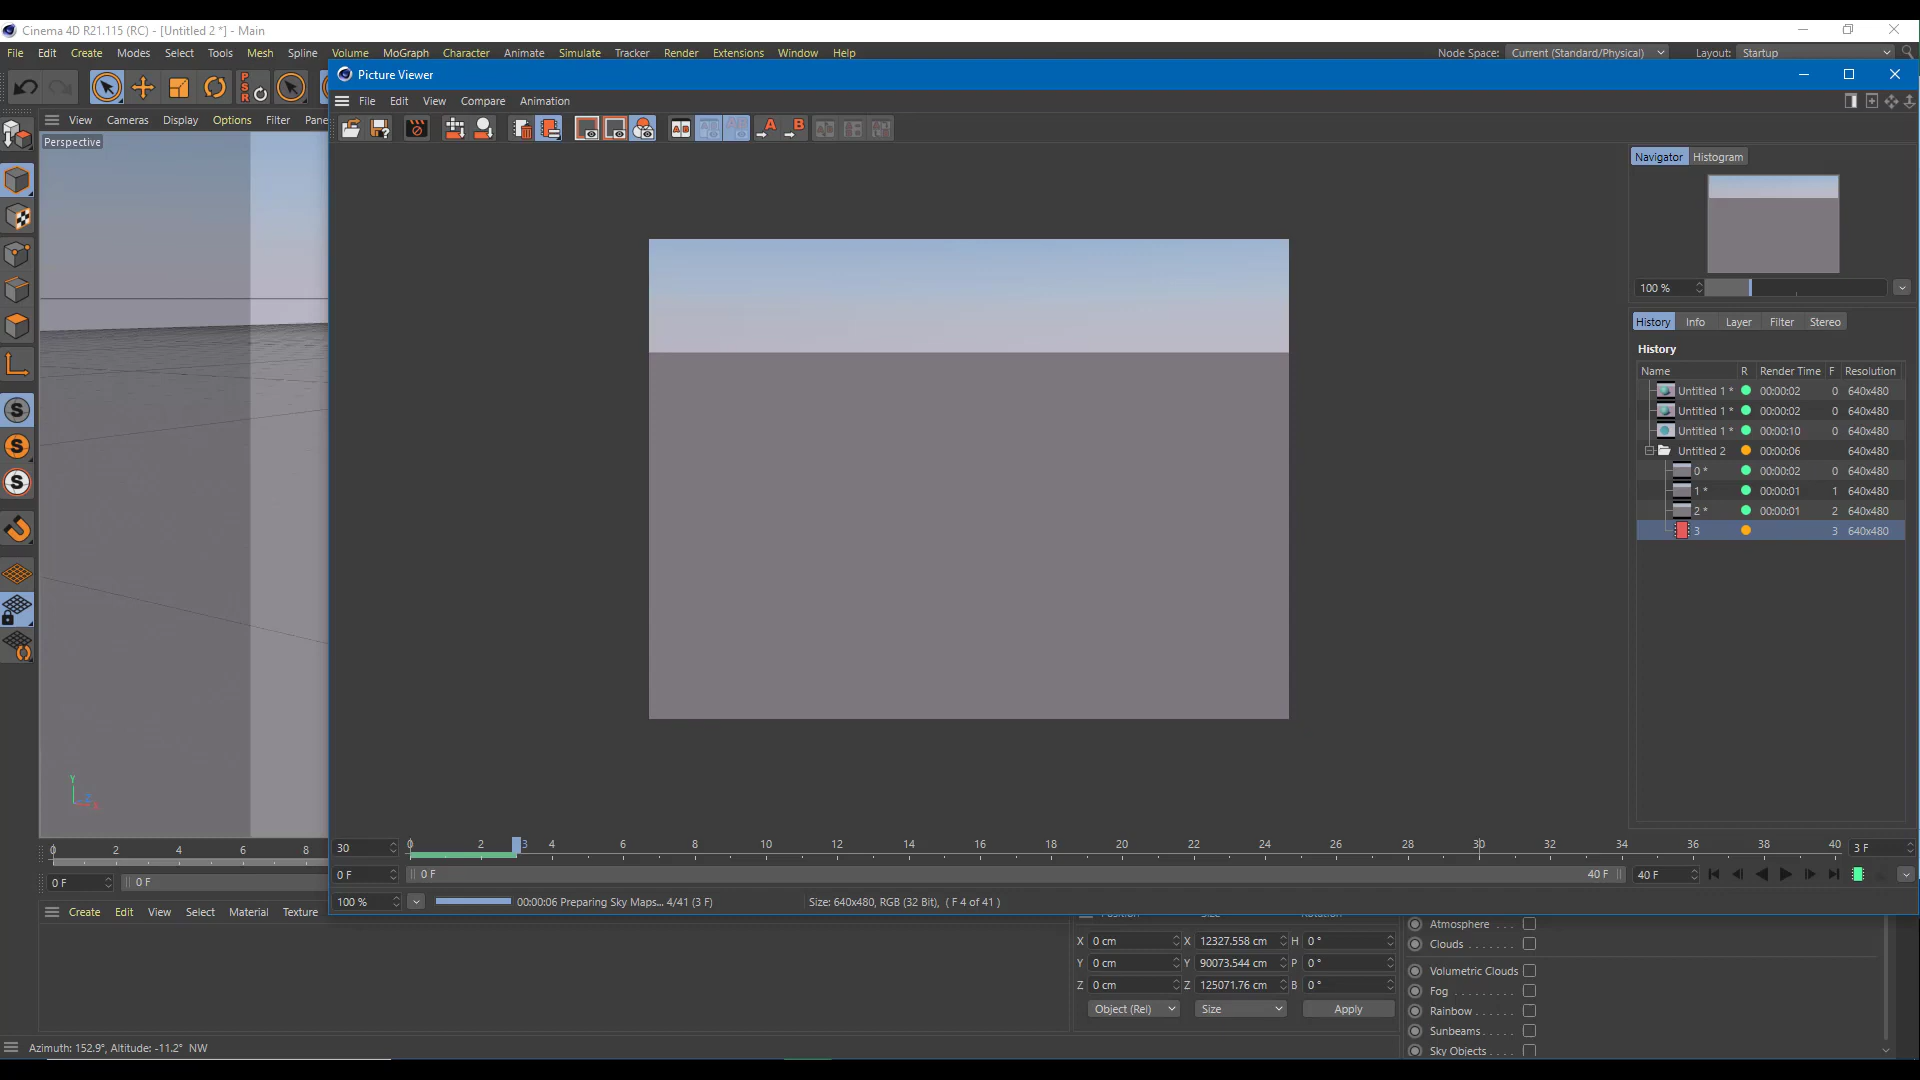 Cinema 4D R21.115 (RC) - [Untitled 2 *] - Main
File Edit Create Modes Select Tools Mesh Spline Volume MoGraph Character Animate Simulate Tracker Render Extensions Window Help Node Space: Current (Standard/Physical) Layout: Startup
Picture Viewer
File Edit View Compare Animation
View Cameras Display Options Filter Pane
Perspective
Navigator Histogram
100 %
History Info Layer Filter Stereo
History
Name R Render Time F Resolution
Untitled 1 * 00:00:02 0 640x480
Untitled 1 * 00:00:02 0 640x480
Untitled 1 * 00:00:10 0 640x480
Untitled 2 00:00:06 640x480
0 * 00:00:02 0 640x480
1 * 00:00:01 1 640x480
2 * 00:00:01 2 640x480
3 3 640x480
Y
Z
X
30 0 2 3 4 6 8 10 12 14 16 18 20 22 24 26 28 30 32 34 36 38 40 3 F
0 2 4 6 8
0 F 0 F 40 F 40 F
0 F 0 F
100 % 00:00:06 Preparing Sky Maps... 4/41 (3 F) Size: 640x480, RGB (32 Bit), ( F 4 of 41 )
Create Edit View Select Material Texture
X 0 cm X 12327.558 cm H 0 °
Y 0 cm Y 90073.544 cm P 0 °
Z 0 cm Z 125071.76 cm B 0 °
Object (Rel) Size Apply
Atmosphere . . .
Clouds . . . . . . .
Volumetric Clouds
Fog . . . . . . . . .
Rainbow . . . . . .
Sunbeams. . . . .
Sky Objects . . . .
Azimuth: 152.9°, Altitude: -11.2° NW